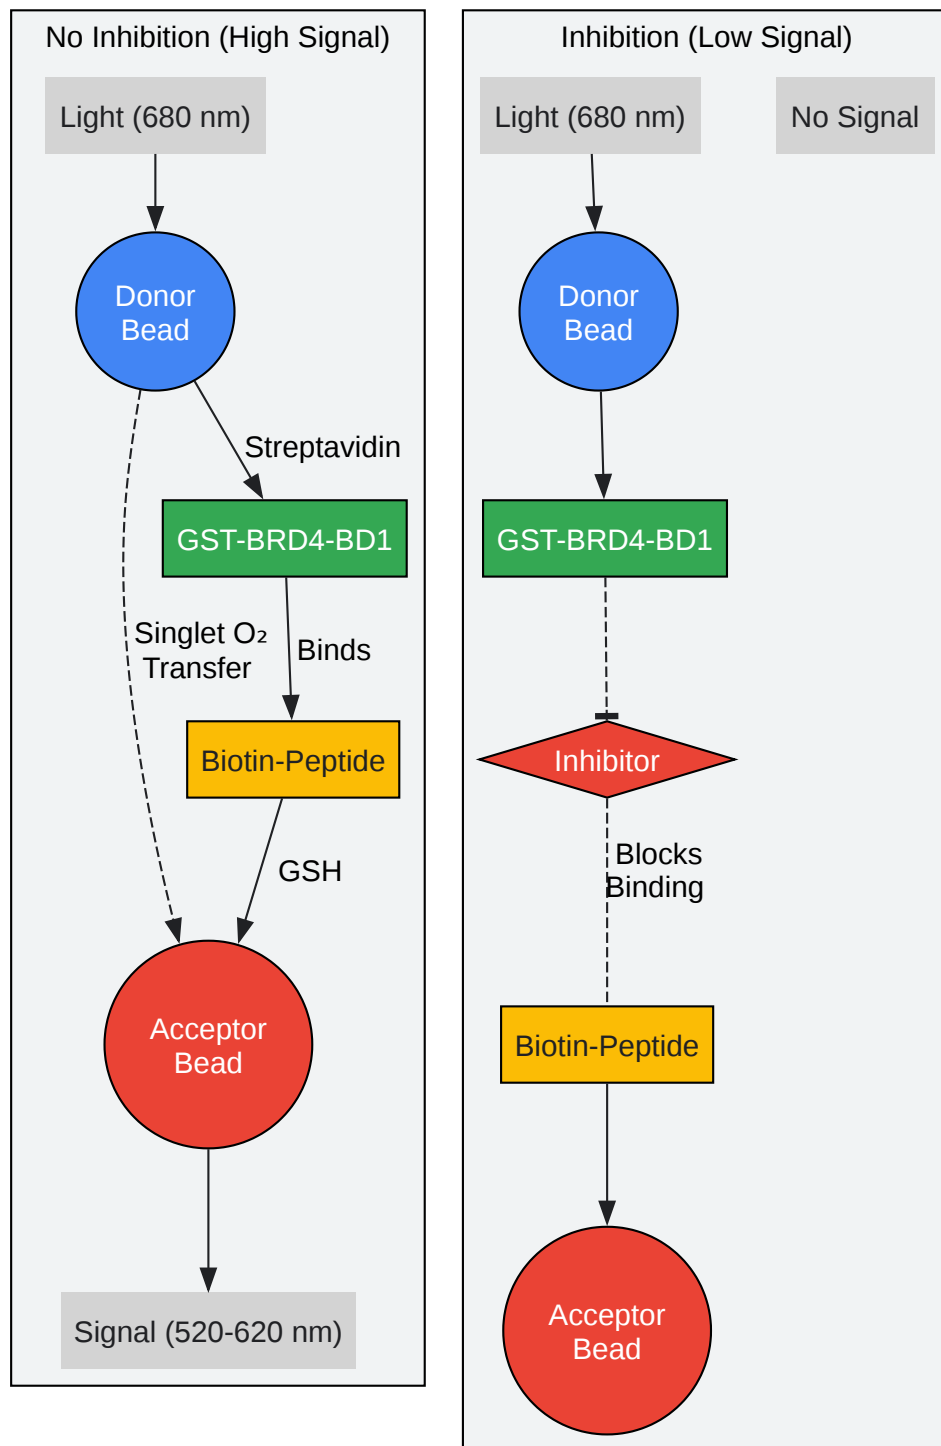 No Inhibition (High Signal)
Light (680 nm)
Donor
Bead
Streptavidin
GST-BRD4-BD1
Singlet O₂
Transfer
Binds
Biotin-Peptide
GSH
Acceptor
Bead
Signal (520-620 nm)
Inhibition (Low Signal)
Light (680 nm)
No Signal
Donor
Bead
GST-BRD4-BD1
Inhibitor
Blocks
Binding
Biotin-Peptide
Acceptor
Bead